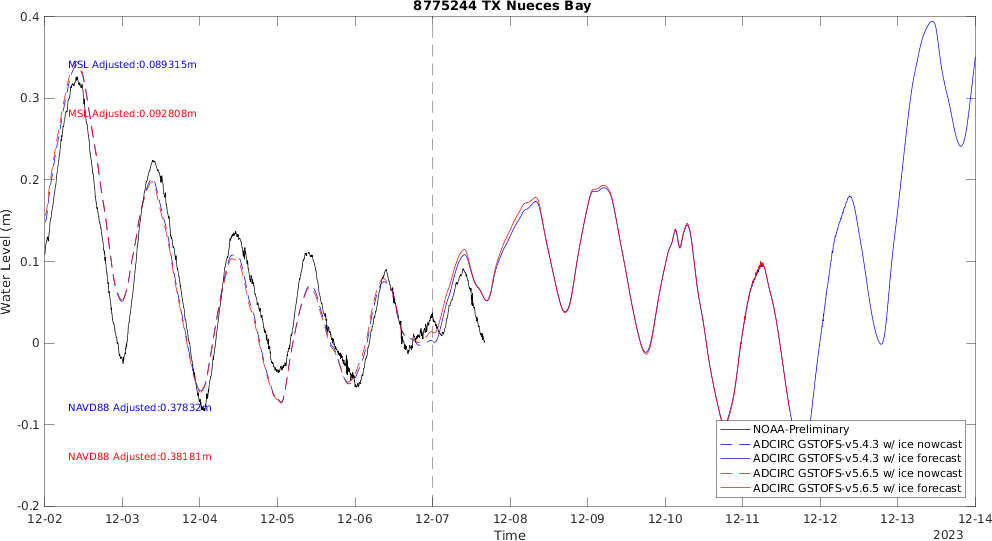 8775244 TX Nueces Bay
0.4
0.3
0.2
0.1
0
-0.1
-0.2
Water Level (m)
MSL Adjusted:0.089315m
MSL Adjusted:0.092808m
NAVD88 Adjusted:0.37832m
NAVD88 Adjusted:0.38181m
NOAA-Preliminary
ADCIRC GSTOFS-v5.4.3 w/ ice nowcast
ADCIRC GSTOFS-v5.4.3 w/ ice forecast
ADCIRC GSTOFS-v5.6.5 w/ ice nowcast
ADCIRC GSTOFS-v5.6.5 w/ ice forecast
12-02 12-03 12-04 12-05 12-06 12-07 12-08 12-09 12-10 12-11 12-12 12-13 12-14
Time
2023